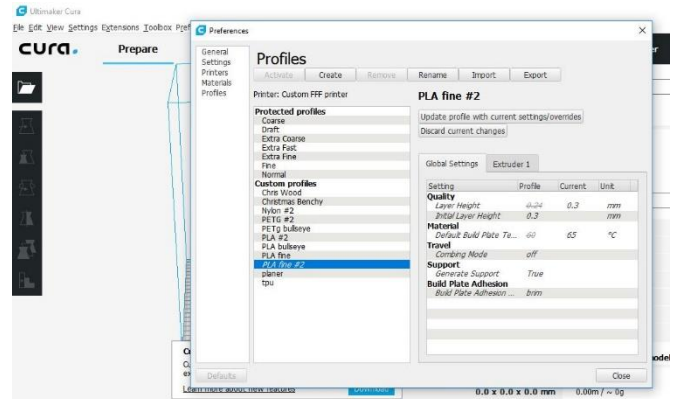 Ultimaker Cura
File Edit View Settings Extensions Toolbox Pref
cura. Prepare
Preferences
General
Settings
Printers
Materials
Profiles
Profiles
Activate Create Remove Rename Import Export
Printer: Custom FFF printer
Protected profiles
Coarse
Draft
Extra Coarse
Extra Fast
Extra Fine
Fine
Normal
Custom profiles
Chris Wood
Christmas Benchy
Nylon #2
PETG #2
PETg bullseye
PLA #2
PLA bullseye
PLA fine
PLA fine #2
planer
tpu
PLA fine #2
Update profile with current settings/overrides
Discard current changes
Global Settings Extruder 1
Setting Profile Current Unit
Quality
Layer Height 0.24 0.3 mm
Initial Layer Height 0.3 mm
Material
Default Build Plate Te... 60 65 °C
Travel
Combing Mode off
Support
Generate Support True
Build Plate Adhesion
Build Plate Adhesion ... brim
Defaults
Close
Learn more about new features Download
0.0 x 0.0 x 0.0 mm 0.00m / ~ 0g